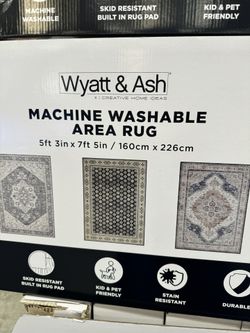 MACHINE
WASHABLE
SKID RESISTANT
BUILT IN RUG PAD
KID & PET
FRIENDLY
Wyatt & Ash
CREATIVE HOME IDEAS
MACHINE WASHABLE
AREA RUG
5ft 3in x 7ft 5in / 160cm x 226cm
SKID RESISTANT
BUILT IN RUG PAD
KID & PET
FRIENDLY
STAIN
RESISTANT
DURABLE